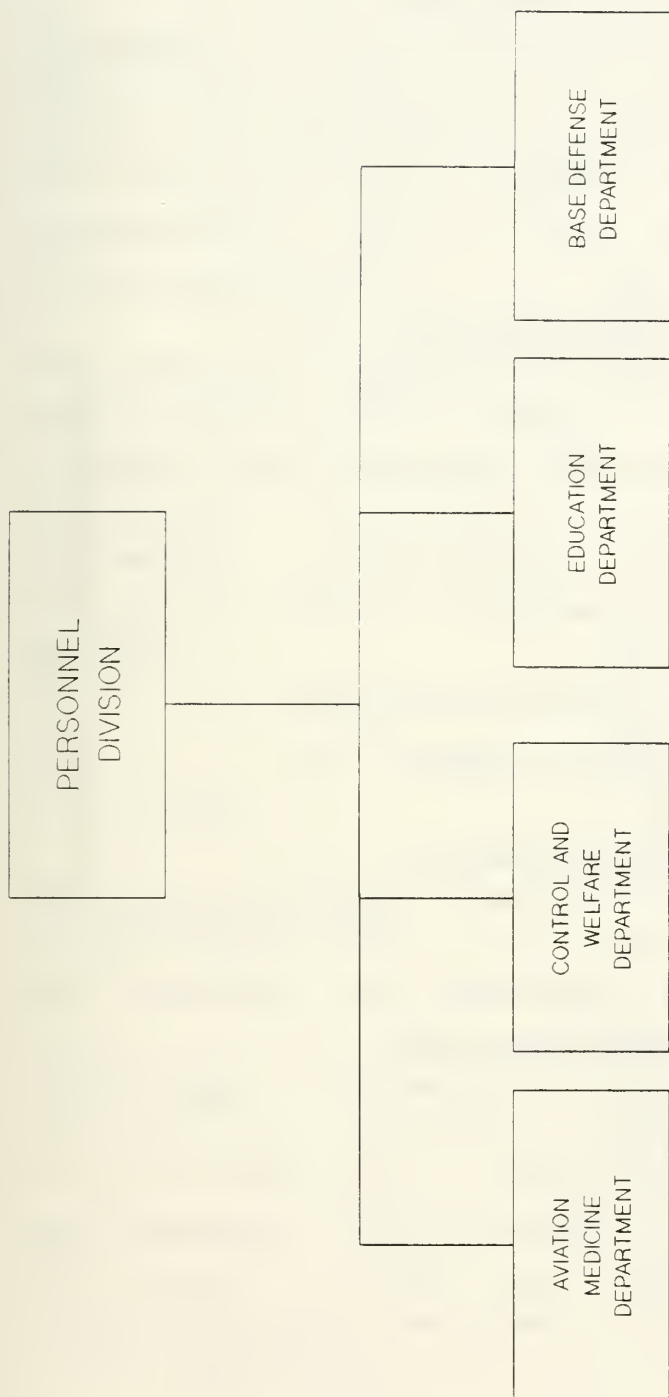 PERSONNEL
DIVISION
AVIATION
MEDICINE
DEPARTMENT
CONTROL AND
WELFARE
DEPARTMENT
EDUCATION
DEPARTMENT
BASE DEFENSE
DEPARTMENT